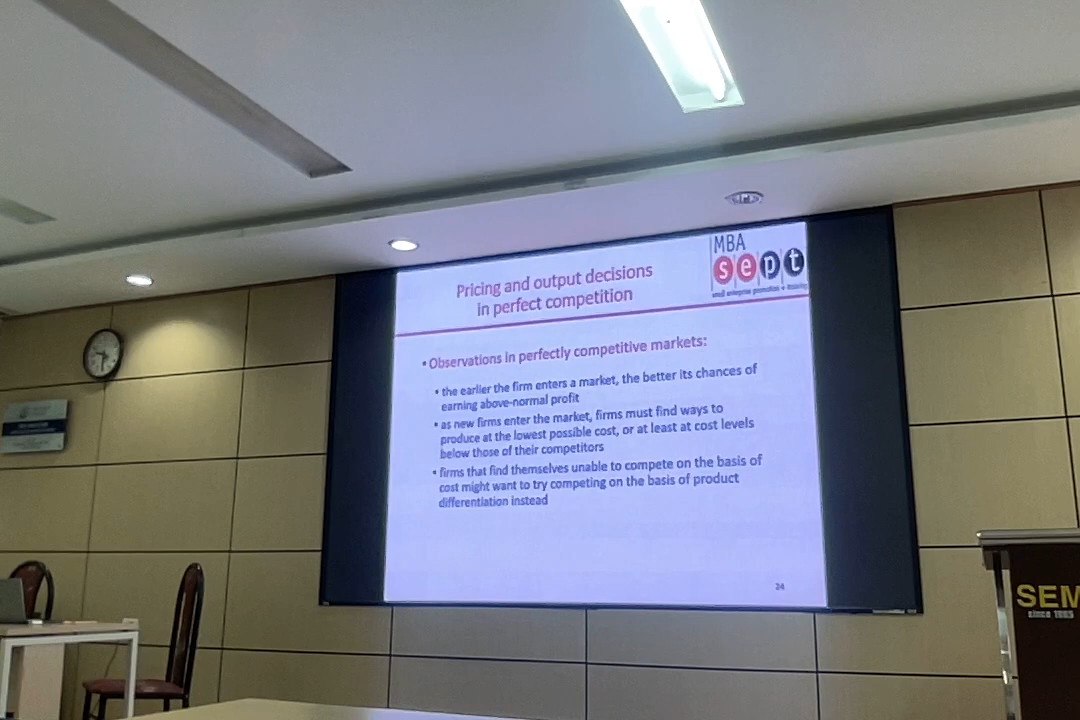 MBA
sept
small enterprise promotion + training
Pricing and output decisions
in perfect competition
• Observations in perfectly competitive markets:
• the earlier the firm enters a market, the better its chances of
earning above-normal profit
• as new firms enter the market, firms must find ways to
produce at the lowest possible cost, or at least at cost levels
below those of their competitors
• firms that find themselves unable to compete on the basis of
cost might want to try competing on the basis of product
differentiation instead
24
SEM